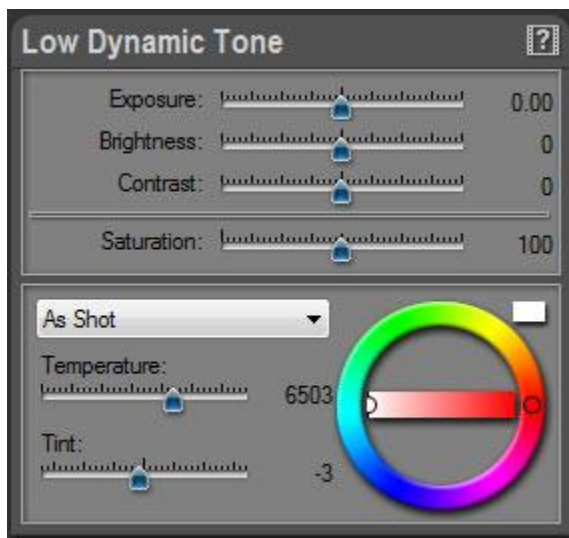 Low Dynamic Tone ?
Exposure: 0.00
Brightness: 0
Contrast: 0
Saturation: 100
As Shot
Temperature:
6503
Tint:
-3